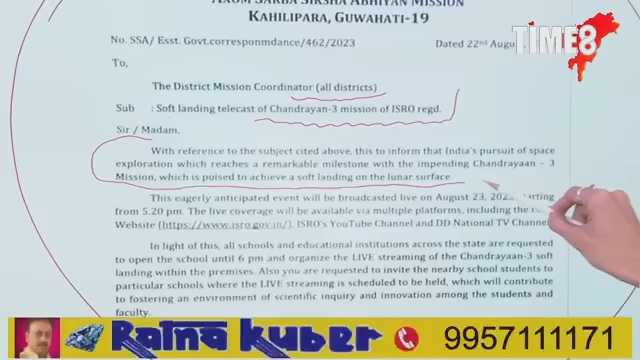 AXOM SARBA SIKSHA ABHIYAN MISSION
KAHILIPARA, GUWAHATI-19
TIME8
No. SSA/ Esst. Govt.correspondance/462/2023
Dated 22nd Augu
To,
The District Mission Coordinator (all districts)
Sub : Soft landing telecast of Chandrayan-3 mission of ISRO regd.
Sir / Madam,
With reference to the subject cited above, this to inform that India's pursuit of space
exploration which reaches a remarkable milestone with the impending Chandrayaan - 3
Mission, which is poised to achieve a soft landing on the lunar surface.
This eagerly anticipated event will be broadcast live on August 23, 202
from 5.20 pm. The live coverage will be available via multiple platforms, including the
Website (https://www.isro.gov.in/). ISRO's YouTube Channel and DD National TV Channel
In light of this, all schools and educational institutions across the state are requested
to open the school until 6 pm and organize the LIVE streaming of the Chandrayaan-3 soft
landing within the premises. Also you are requested to invite the nearby school students to
particular schools where the LIVE streaming is scheduled to be held, which will contribute
to fostering an environment of scientific inquiry and innovation among the students and
faculty.
Ratna Kuber 9957111171